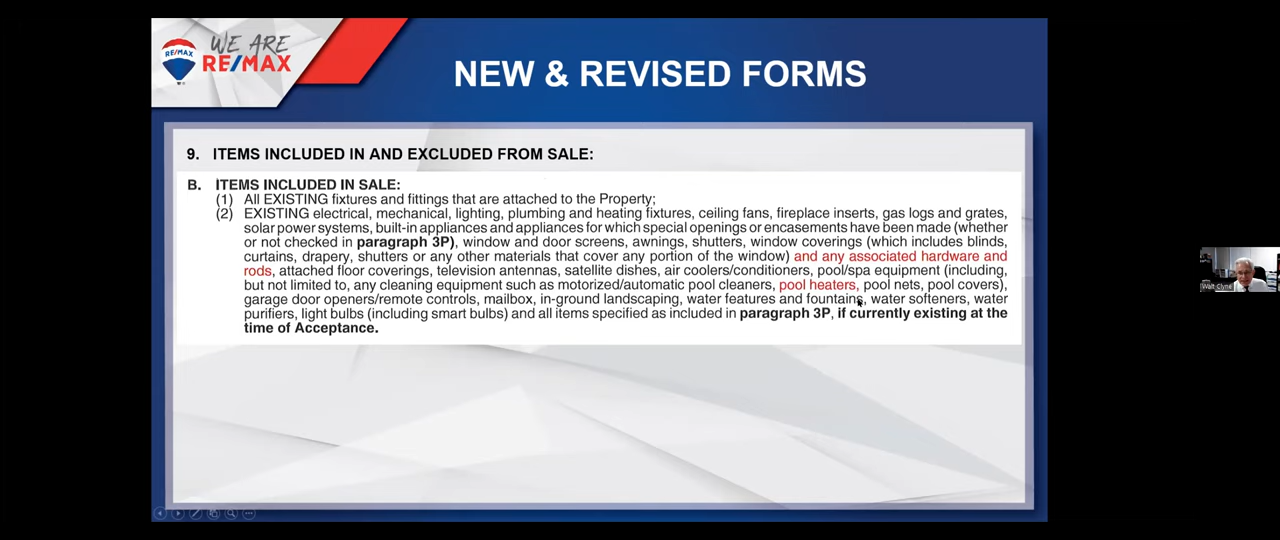 WE ARE
RE/MAX
RE/MAX
NEW & REVISED FORMS
9. ITEMS INCLUDED IN AND EXCLUDED FROM SALE:
B. ITEMS INCLUDED IN SALE:
(1) All EXISTING fixtures and fittings that are attached to the Property;
(2) EXISTING electrical, mechanical, lighting, plumbing and heating fixtures, ceiling fans, fireplace inserts, gas logs and grates,
solar power systems, built-in appliances and appliances for which special openings or encasements have been made (whether
or not checked in paragraph 3P), window and door screens, awnings, shutters, window coverings (which includes blinds,
curtains, drapery, shutters or any other materials that cover any portion of the window) and any associated hardware and
rods, attached floor coverings, television antennas, satellite dishes, air coolers/conditioners, pool/spa equipment (including,
but not limited to, any cleaning equipment such as motorized/automatic pool cleaners, pool heaters, pool nets, pool covers),
garage door openers/remote controls, mailbox, in-ground landscaping, water features and fountains, water softeners, water
purifiers, light bulbs (including smart bulbs) and all items specified as included in paragraph 3P, if currently existing at the
time of Acceptance.
Walt Clyne